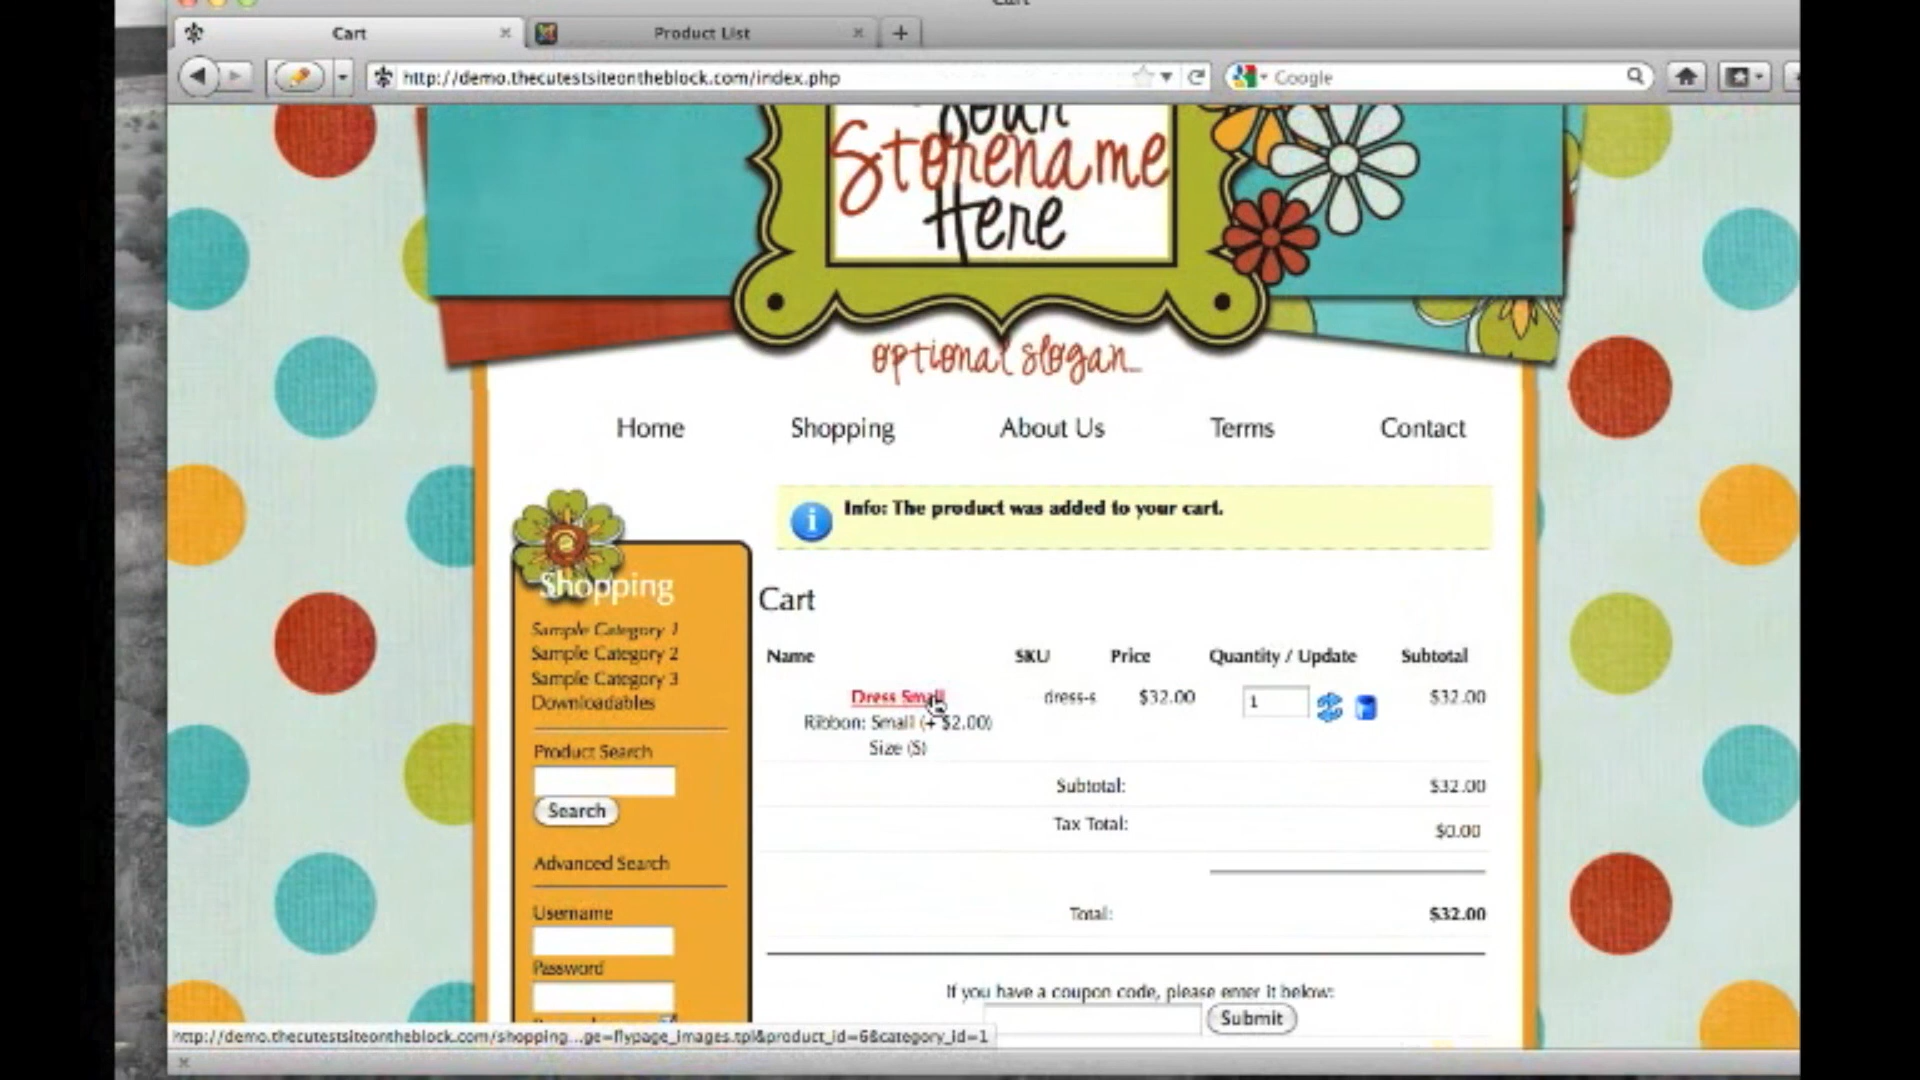 Cart
Cart
Product List
http://demo.thecutestsiteontheblock.com/index.php
Google
Your
Storename
Here
optional slogan...
Home
Shopping
About Us
Terms
Contact
Info: The product was added to your cart.
Shopping
Sample Category 1
Sample Category 2
Sample Category 3
Downloadables
Product Search
Search
Advanced Search
Username
Password
Cart
Name SKU Price Quantity / Update Subtotal
Dress Small dress-s $32.00 1 $32.00
Ribbon: Small (+ $2.00)
Size (S)
Subtotal: $32.00
Tax Total: $0.00
Total: $32.00
If you have a coupon code, please enter it below:
Submit
http://demo.thecutestsiteontheblock.com/shopping...ge=flypage_images.tpl&product_id=6&category_id=1